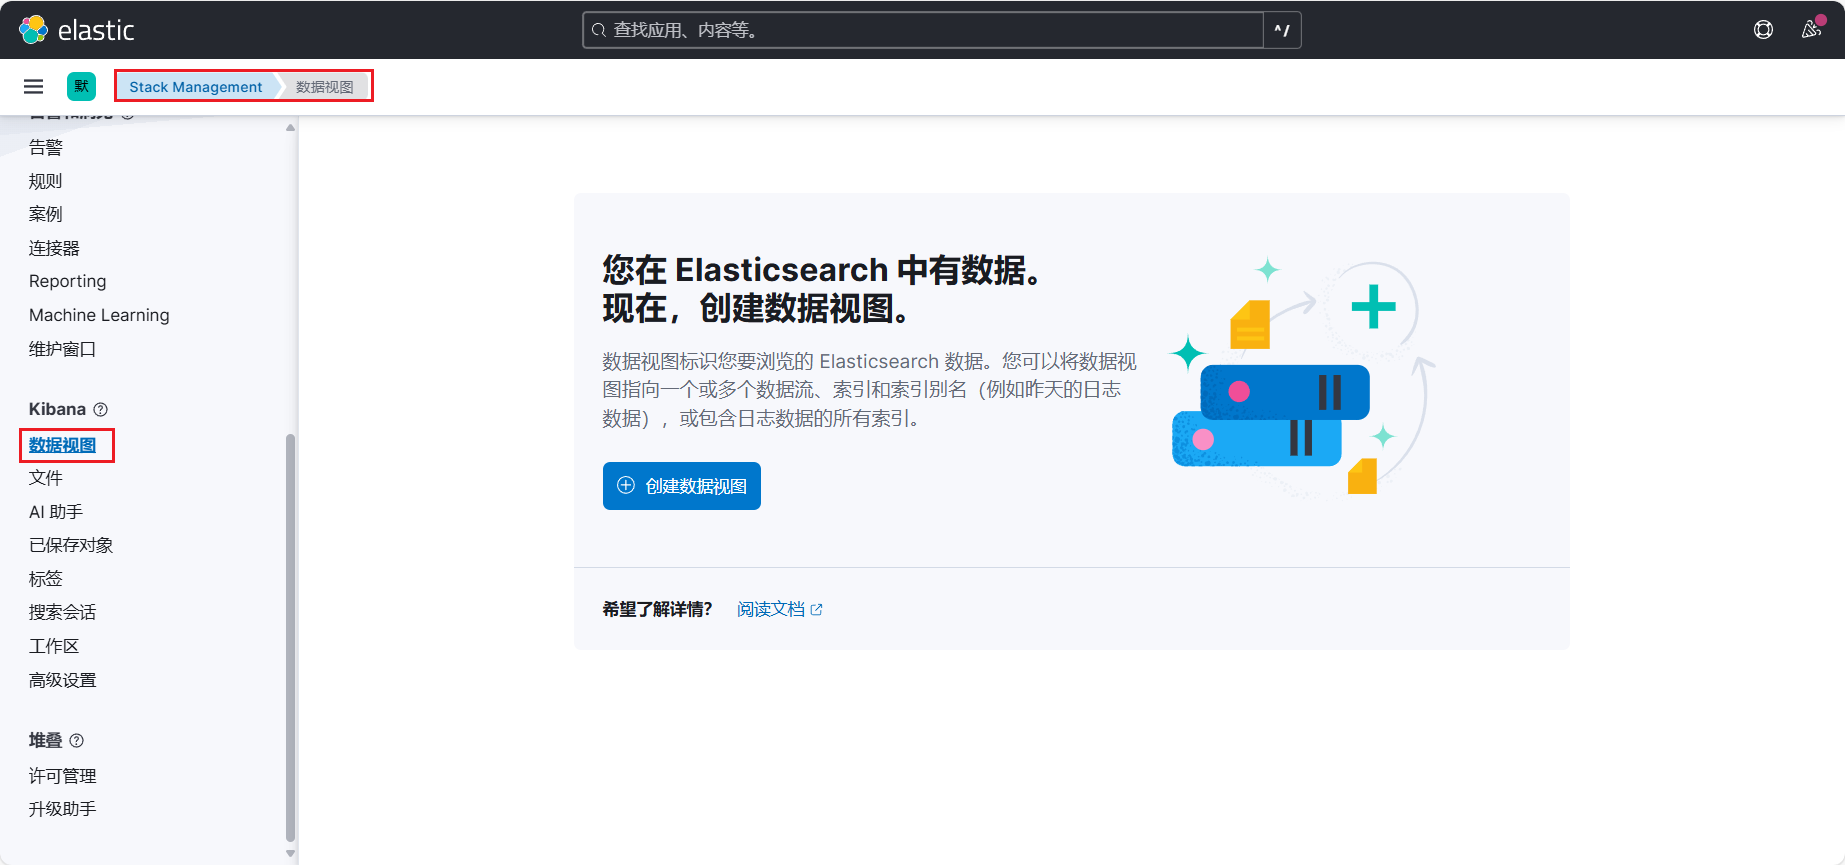 elastic
查找应用、内容等。
^/
默
Stack Management
数据视图
告警
规则
案例
连接器
Reporting
Machine Learning
维护窗口
Kibana
数据视图
文件
AI 助手
已保存对象
标签
搜索会话
工作区
高级设置
堆叠
许可管理
升级助手
您在 Elasticsearch 中有数据。
现在，创建数据视图。
数据视图标识您要浏览的 Elasticsearch 数据。您可以将数据视
图指向一个或多个数据流、索引和索引别名（例如昨天的日志
数据），或包含日志数据的所有索引。
创建数据视图
希望了解详情？
阅读文档